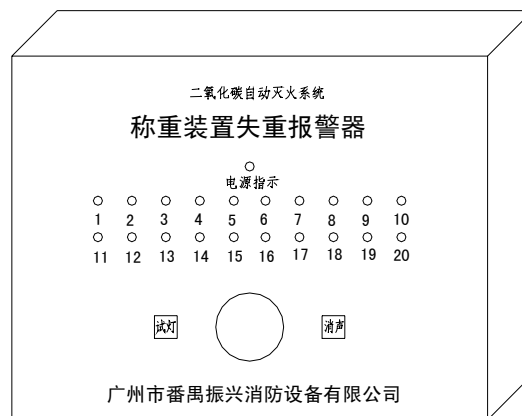 二氧化碳自动灭火系统
称重装置失重报警器
电源指示
1 2 3 4 5 6 7 8 9 10
11 12 13 14 15 16 17 18 19 20
试灯 消声
广州市番禺振兴消防设备有限公司